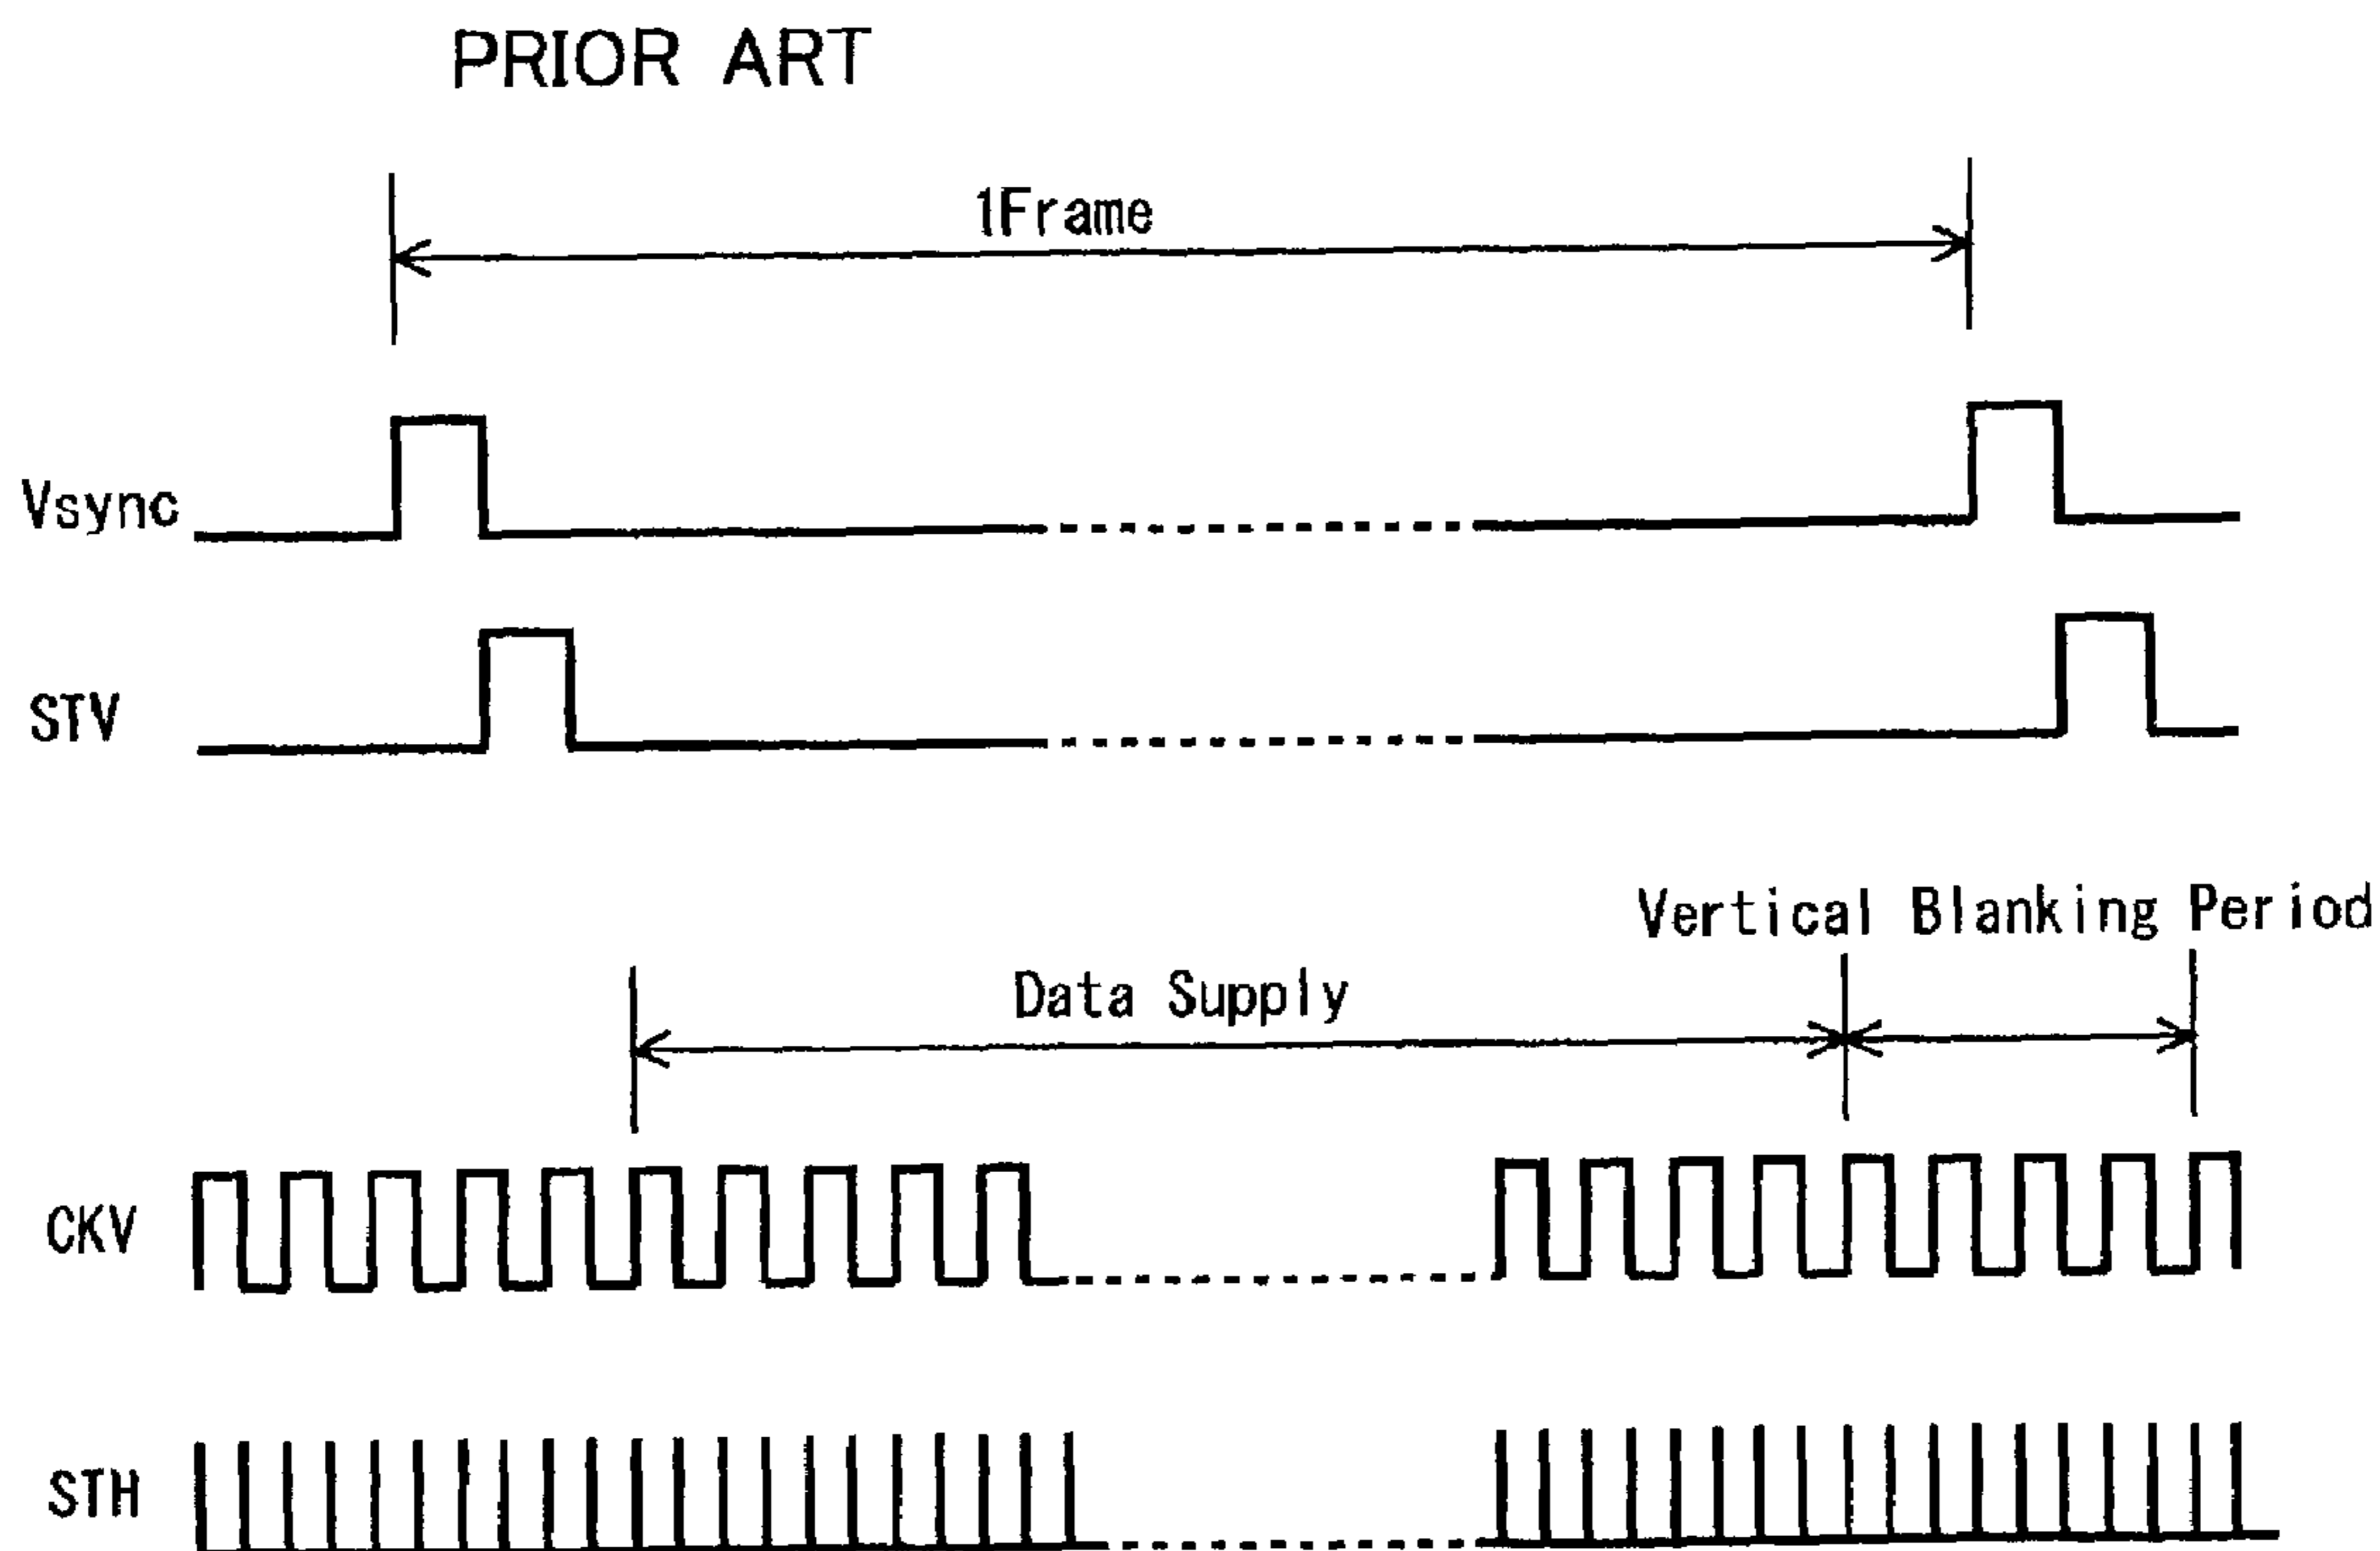 PRIOR ART
1Frame
Vsync
STV
Vertical Blanking Period
Data Supply
CKV
STH